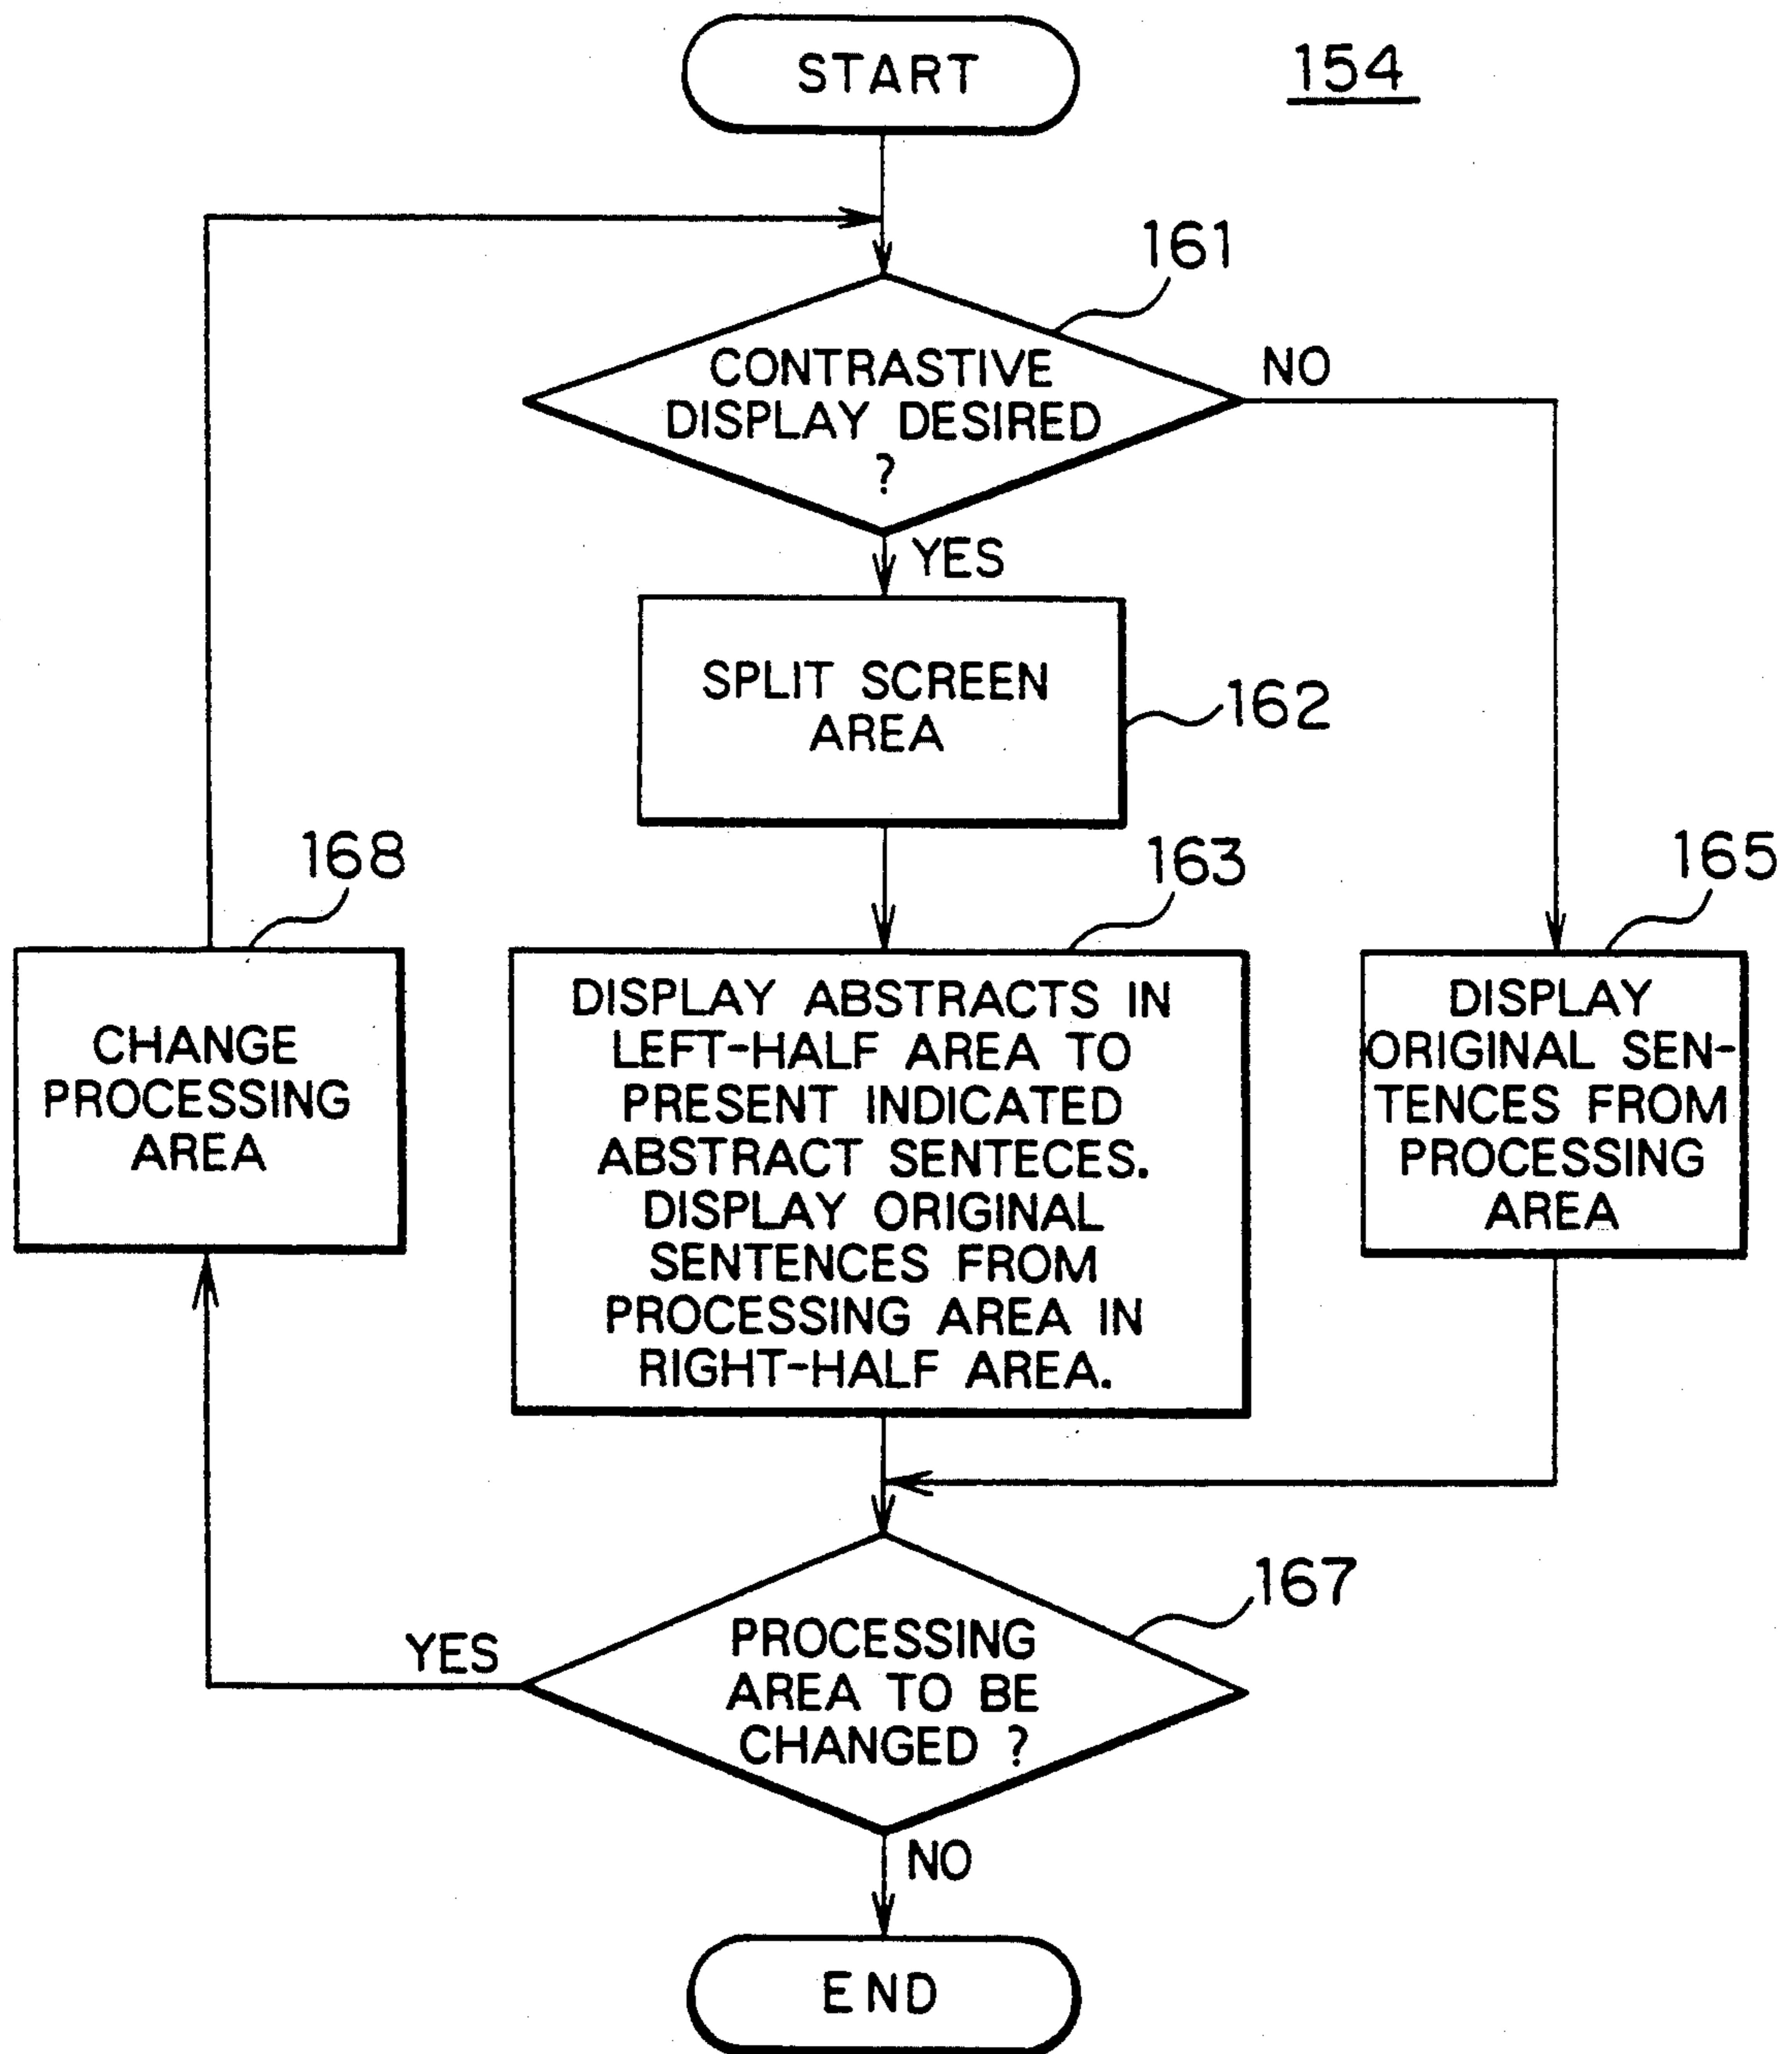 START
154
161
CONTRASTIVE
DISPLAY DESIRED
?
NO
YES
SPLIT SCREEN
AREA
162
168
163
165
CHANGE
PROCESSING
AREA
DISPLAY ABSTRACTS IN
LEFT-HALF AREA TO
PRESENT INDICATED
ABSTRACT SENTECES.
DISPLAY ORIGINAL
SENTENCES FROM
PROCESSING AREA IN
RIGHT-HALF AREA.
DISPLAY
ORIGINAL SEN-
TENCES FROM
PROCESSING
AREA
167
YES
PROCESSING
AREA TO BE
CHANGED ?
NO
END